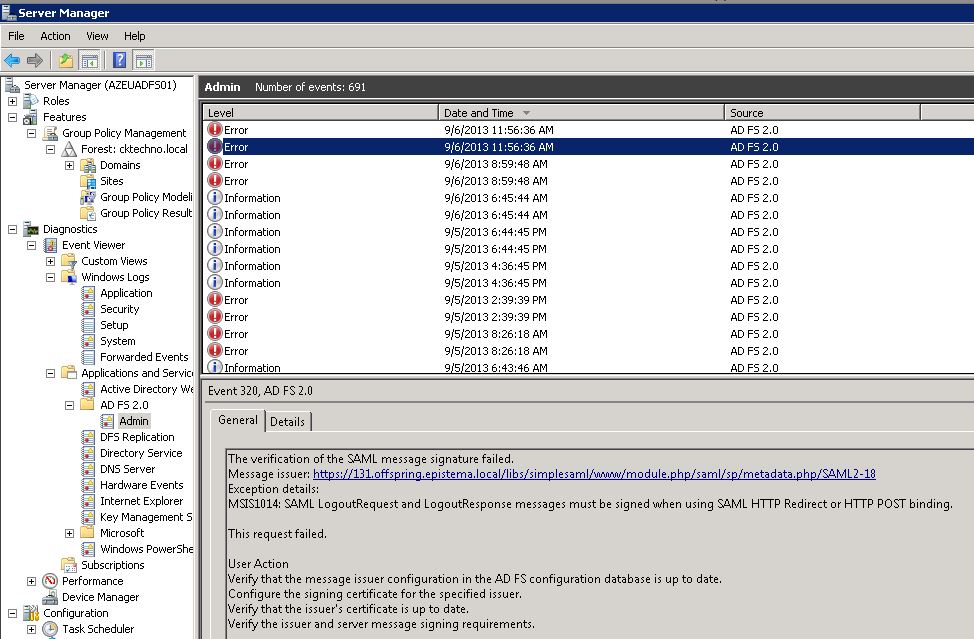 Server Manager
File Action View Help
Server Manager (AZEUADFS01)
Roles
Features
Group Policy Management
Forest: cktechno.local
Domains
Sites
Group Policy Modeli
Group Policy Result
Diagnostics
Event Viewer
Custom Views
Windows Logs
Application
Security
Setup
System
Forwarded Events
Applications and Service
Active Directory We
AD FS 2.0
Admin
DFS Replication
Directory Service
DNS Server
Hardware Events
Internet Explorer
Key Management S
Microsoft
Windows PowerShe
Subscriptions
Performance
Device Manager
Configuration
Task Scheduler
Admin Number of events: 691
Level Date and Time Source
Error 9/6/2013 11:56:36 AM AD FS 2.0
Error 9/6/2013 11:56:36 AM AD FS 2.0
Error 9/6/2013 8:59:48 AM AD FS 2.0
Error 9/6/2013 8:59:48 AM AD FS 2.0
Information 9/6/2013 6:45:44 AM AD FS 2.0
Information 9/6/2013 6:45:44 AM AD FS 2.0
Information 9/5/2013 6:44:45 PM AD FS 2.0
Information 9/5/2013 6:44:45 PM AD FS 2.0
Information 9/5/2013 4:36:45 PM AD FS 2.0
Information 9/5/2013 4:36:45 PM AD FS 2.0
Error 9/5/2013 2:39:39 PM AD FS 2.0
Error 9/5/2013 2:39:39 PM AD FS 2.0
Error 9/5/2013 8:26:18 AM AD FS 2.0
Error 9/5/2013 8:26:18 AM AD FS 2.0
Information 9/5/2013 6:43:46 AM AD FS 2.0
Event 320, AD FS 2.0
General Details
The verification of the SAML message signature failed.
Message issuer: https://131.offspring.epistema.local/libs/simplesaml/www/module.php/saml/sp/metadata.php/SAML2-18
Exception details:
MSIS1014: SAML LogoutRequest and LogoutResponse messages must be signed when using SAML HTTP Redirect or HTTP POST binding.
This request failed.
User Action
Verify that the message issuer configuration in the AD FS configuration database is up to date.
Configure the signing certificate for the specified issuer.
Verify that the issuer's certificate is up to date.
Verify the issuer and server message signing requirements.